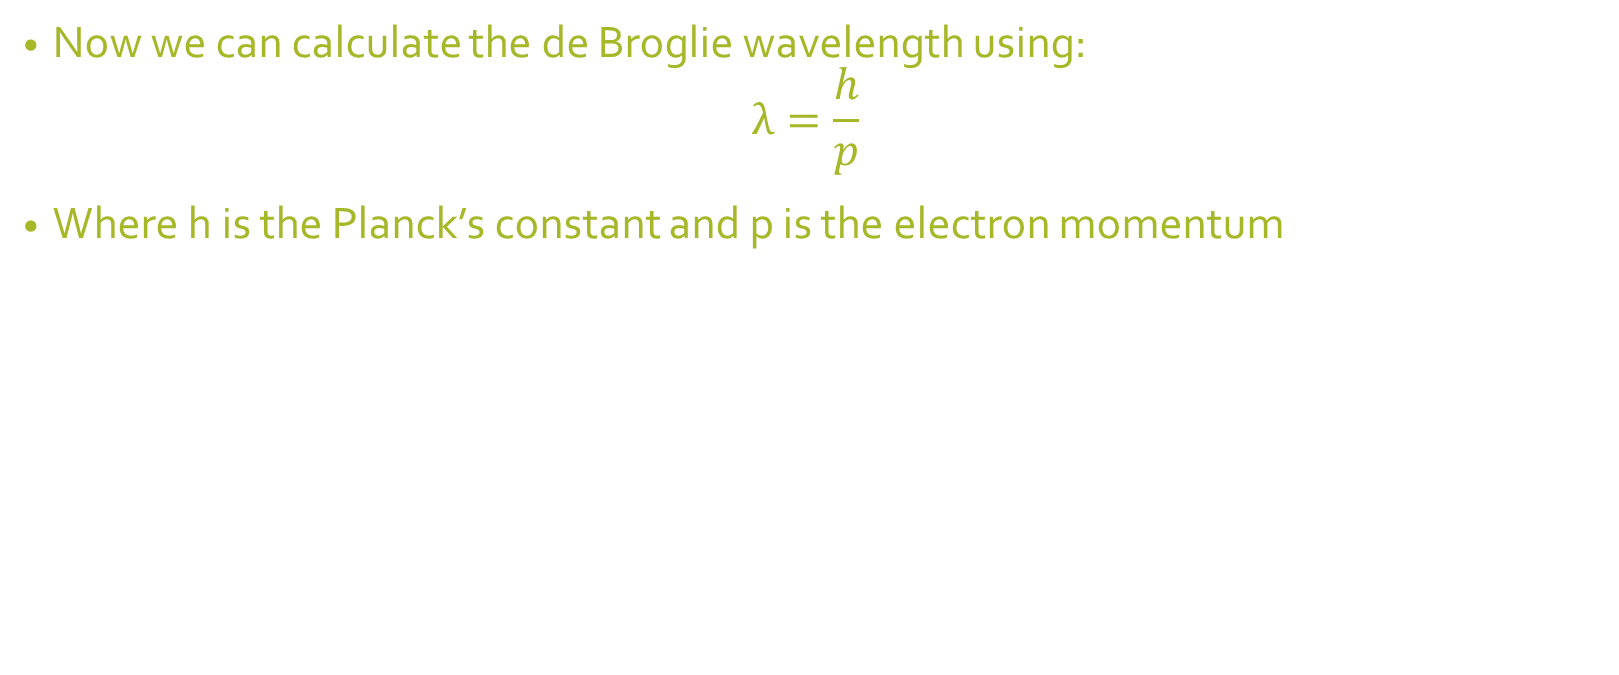 • Now we can calculate the de Broglie wavelength using:
λ = h/p
• Where h is the Planck’s constant and p is the electron momentum